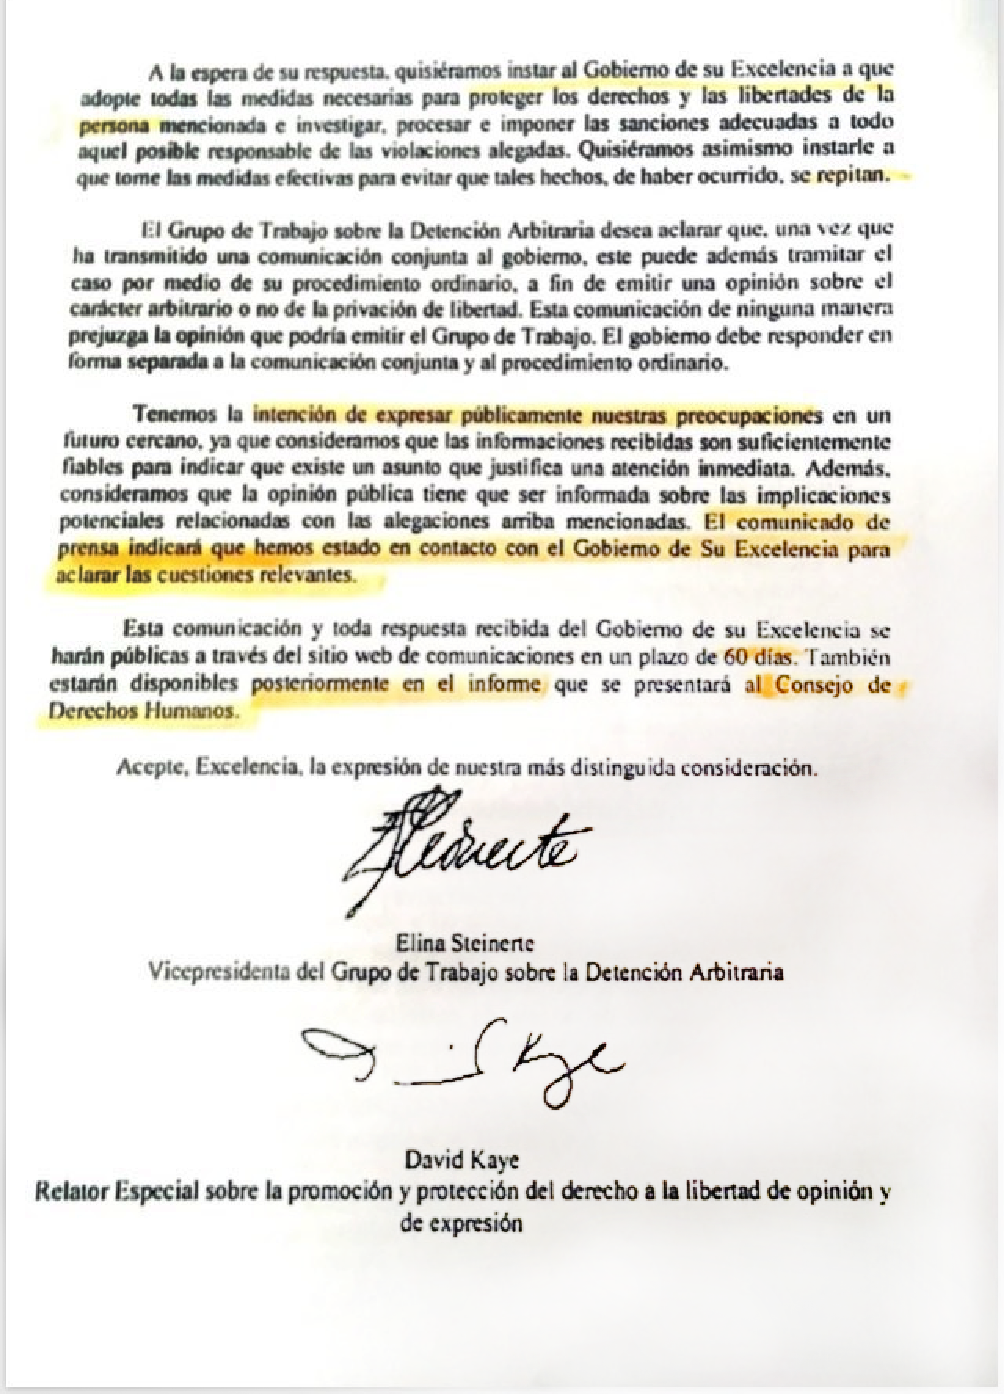 A la espera de su respuesta, quisiéramos instar al Gobierno de su Excelencia a que
adopte todas las medidas necesarias para proteger los derechos y las libertades de la
persona mencionada e investigar, procesar e imponer las sanciones adecuadas a todo
aquel posible responsable de las violaciones alegadas. Quisiéramos asimismo instarle a
que tome las medidas efectivas para evitar que tales hechos, de haber ocurrido, se repitan.
El Grupo de Trabajo sobre la Detención Arbitraria desea aclarar que, una vez que
ha transmitido una comunicación conjunta al gobierno, este puede además tramitar el
caso por medio de su procedimiento ordinario, a fin de emitir una opinión sobre el
carácter arbitrario o no de la privación de libertad. Esta comunicación de ninguna manera
prejuzga la opinión que podría emitir el Grupo de Trabajo. El gobierno debe responder en
forma separada a la comunicación conjunta y al procedimiento ordinario.
Tenemos la intención de expresar públicamente nuestras preocupaciones en un
futuro cercano, ya que consideramos que las informaciones recibidas son suficientemente
fiables para indicar que existe un asunto que justifica una atención inmediata. Además,
consideramos que la opinión pública tiene que ser informada sobre las implicaciones
potenciales relacionadas con las alegaciones arriba mencionadas. El comunicado de
prensa indicará que hemos estado en contacto con el Gobierno de Su Excelencia para
aclarar las cuestiones relevantes.
Esta comunicación y toda respuesta recibida del Gobierno de su Excelencia se
harán públicas a través del sitio web de comunicaciones en un plazo de 60 días. También
estarán disponibles posteriormente en el informe que se presentará al Consejo de
Derechos Humanos.
Acepte, Excelencia, la expresión de nuestra más distinguida consideración.
Elina Steinerte
Vicepresidenta del Grupo de Trabajo sobre la Detención Arbitraria
Kaye
David Kaye
Relator Especial sobre la promoción y protección del derecho a la libertad de opinión y
de expresión